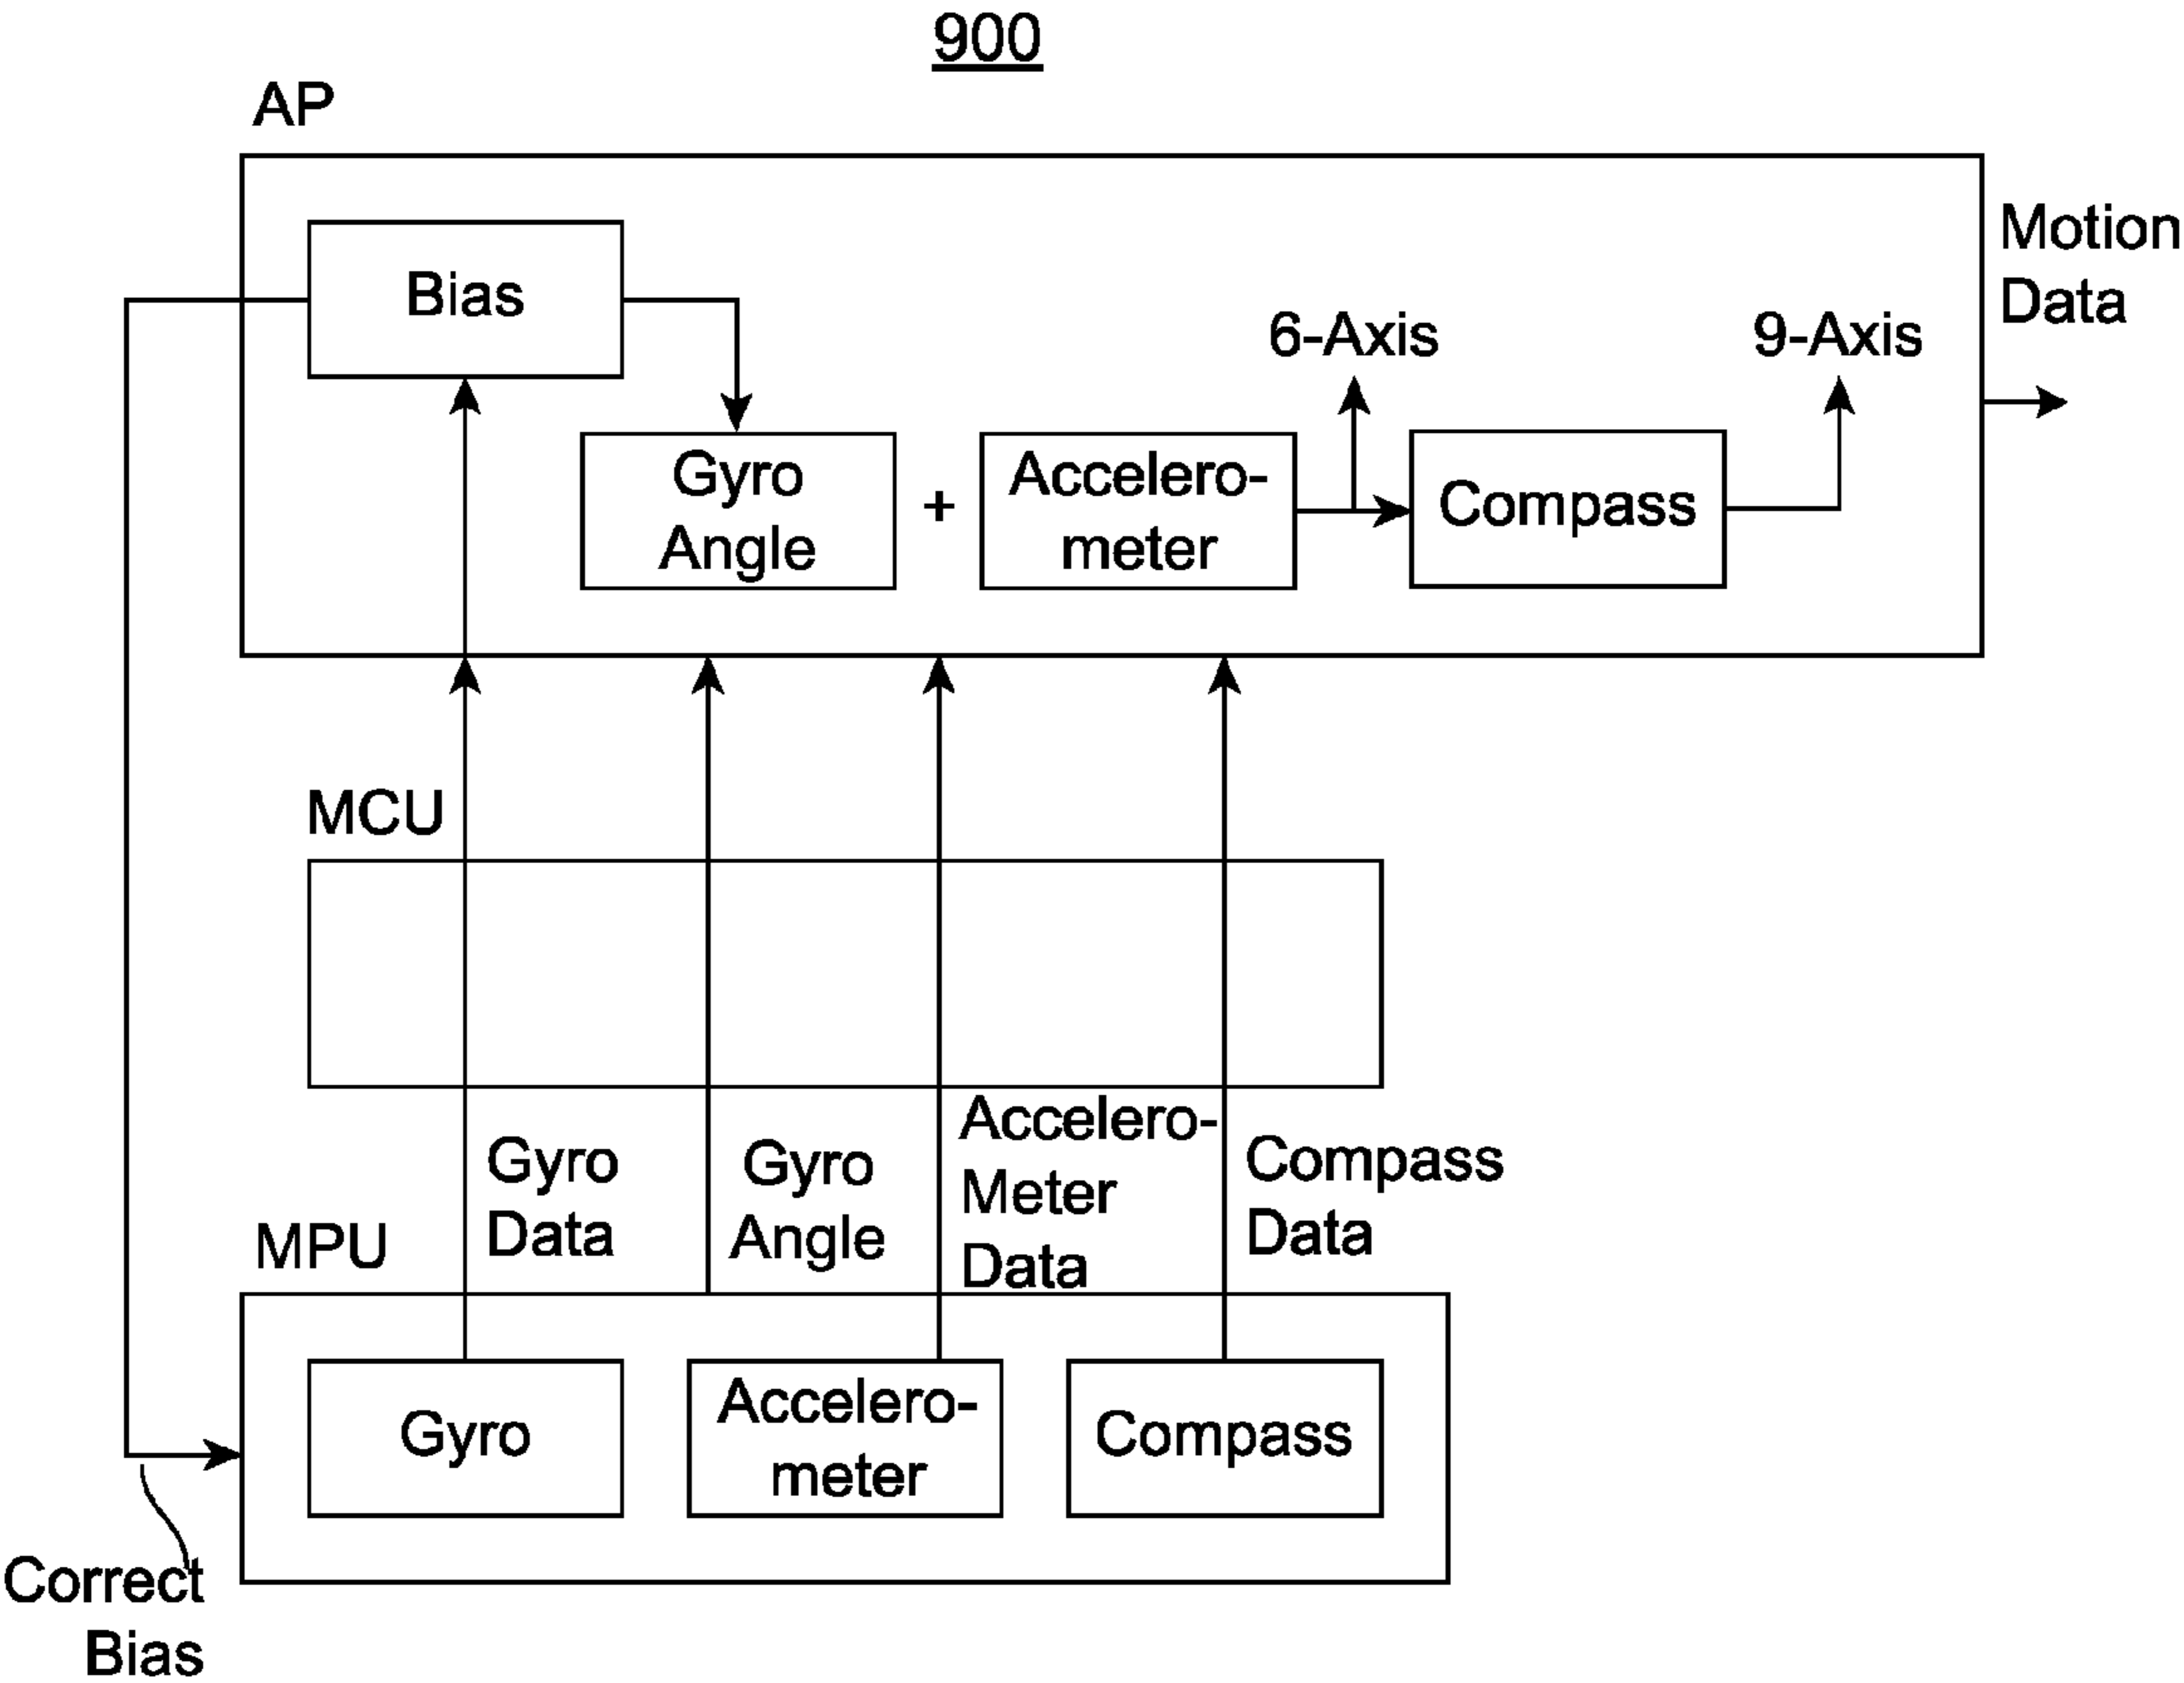 900
AP
Motion
Data
Bias
6-Axis
9-Axis
Gyro
Angle
+
Accelero-
meter
Compass
MCU
Gyro
Data
Gyro
Angle
Accelero-
Meter
Data
Compass
Data
MPU
Gyro
Accelero-
meter
Compass
Correct
Bias